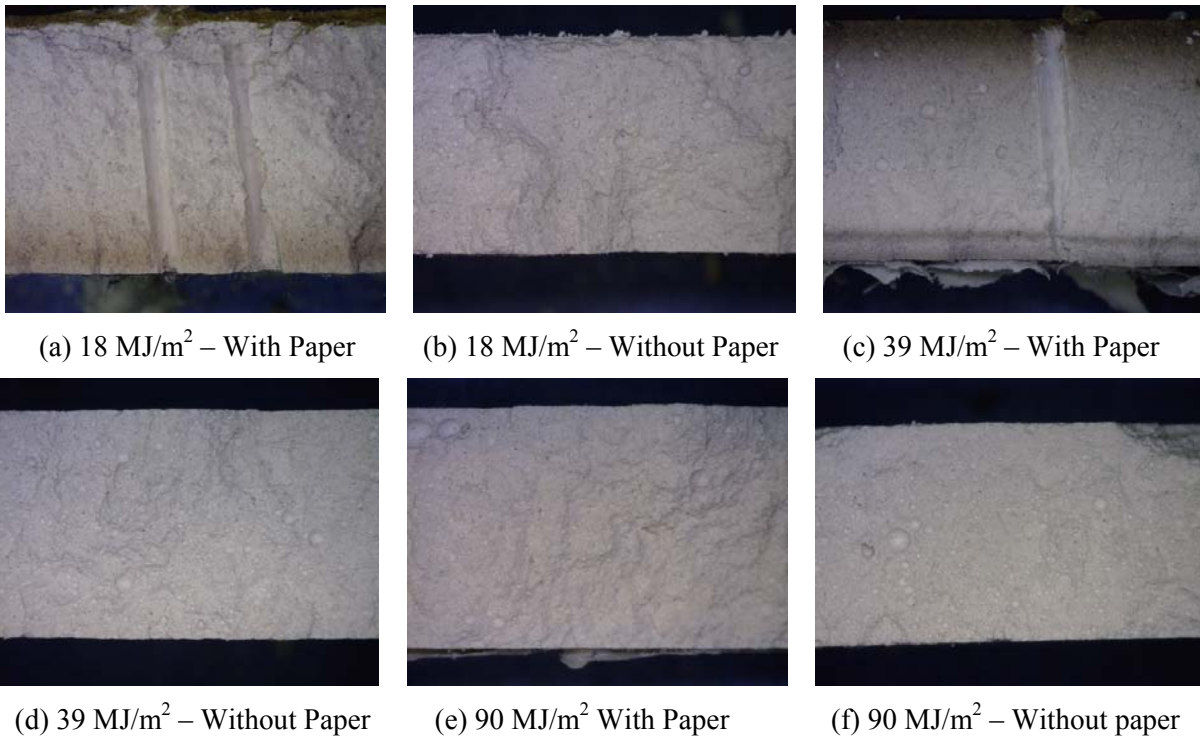 (a) 18 MJ/m² – With Paper
(b) 18 MJ/m² – Without Paper
(c) 39 MJ/m² – With Paper
(d) 39 MJ/m² – Without Paper
(e) 90 MJ/m² With Paper
(f) 90 MJ/m² – Without paper